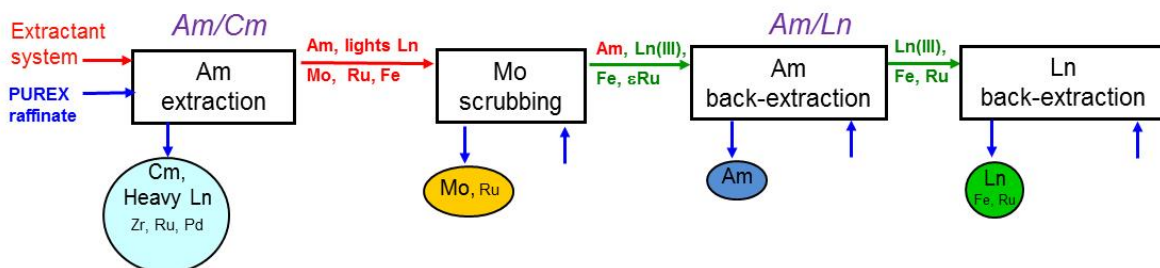 Extractant
system
PUREX
raffinate
Am/Cm
Am
extraction
Cm,
Heavy Ln
Zr, Ru, Pd
Am, lights Ln
Mo, Ru, Fe
Mo
scrubbing
Mo, Ru
Am, Ln(III),
Fe, εRu
Am/Ln
Am
back-extraction
Am
Ln(III),
Fe, Ru
Ln
back-extraction
Ln
Fe, Ru